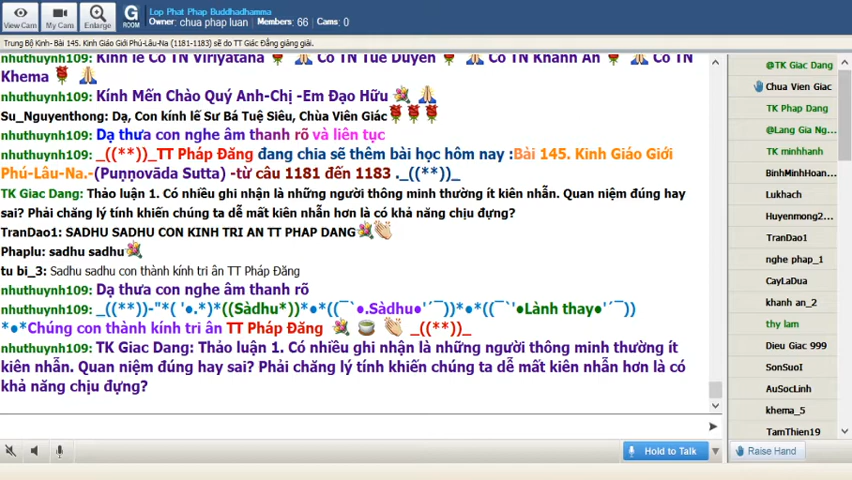 Lop Phat Phap Buddhadhamma
Owner: chua phap luan Members: 66 Cams: 0
View Cam My Cam Enlarge G ROOM
Trung Bộ Kinh- Bài 145. Kinh Giáo Giới Phú-Lâu-Na (1181-1183) sẽ do TT Giác Đẳng giảng giải.
nhuthuynh109: Kính lễ Cô TN Viriyatana Cô TN Tuệ Duyên Cô TN Khánh An Cô TN
Khema
nhuthuynh109: Kính Mến Chào Quý Anh-Chị -Em Đạo Hữu
Su_Nguyenthong: Dạ, Con kính lễ Sư Bá Tuệ Siêu, Chùa Viên Giác
nhuthuynh109: Dạ thưa con nghe âm thanh rõ và liên tục
nhuthuynh109: _((**))_TT Pháp Đăng đang chia sẽ thêm bài học hôm nay :Bài 145. Kinh Giáo Giới
Phú-Lâu-Na.-(Puṇṇovāda Sutta) -từ câu 1181 đến 1183 ._((**))_
TK Giac Dang: Thảo luận 1. Có nhiều ghi nhận là những người thông minh thường ít kiên nhẫn. Quan niệm đúng hay
sai? Phải chăng lý tính khiến chúng ta dễ mất kiên nhẫn hơn là có khả năng chịu đựng?
TranDao1: SADHU SADHU CON KINH TRI AN TT PHAP DANG
Phaplu: sadhu sadhu
tu bi_3: Sadhu sadhu con thành kính tri ân TT Pháp Đăng
nhuthuynh109: Dạ thưa con nghe âm thanh rõ
nhuthuynh109: _((**))-"*( '•.*)*((Sàdhu*))*•*((¯`•.Sàdhu•'´¯))*•*((¯`'•Lành thay•'´¯))
*•*Chúng con thành kính tri ân TT Pháp Đăng _((**))_
nhuthuynh109: TK Giac Dang: Thảo luận 1. Có nhiều ghi nhận là những người thông minh thường ít
kiên nhẫn. Quan niệm đúng hay sai? Phải chăng lý tính khiến chúng ta dễ mất kiên nhẫn hơn là có
khả năng chịu đựng?
@TK Giac Dang
Chua Vien Giac
TK Phap Dang
@Lang Gia Ng...
TK minhhanh
BinhMinhHoan...
Lukhach
Huyenmong2...
TranDao1
nghe phap_1
CayLaDua
khanh an_2
thy lam
Dieu Giac 999
SonSuoI
AuSocLinh
khema_5
TamThien19
Hold to Talk
Raise Hand